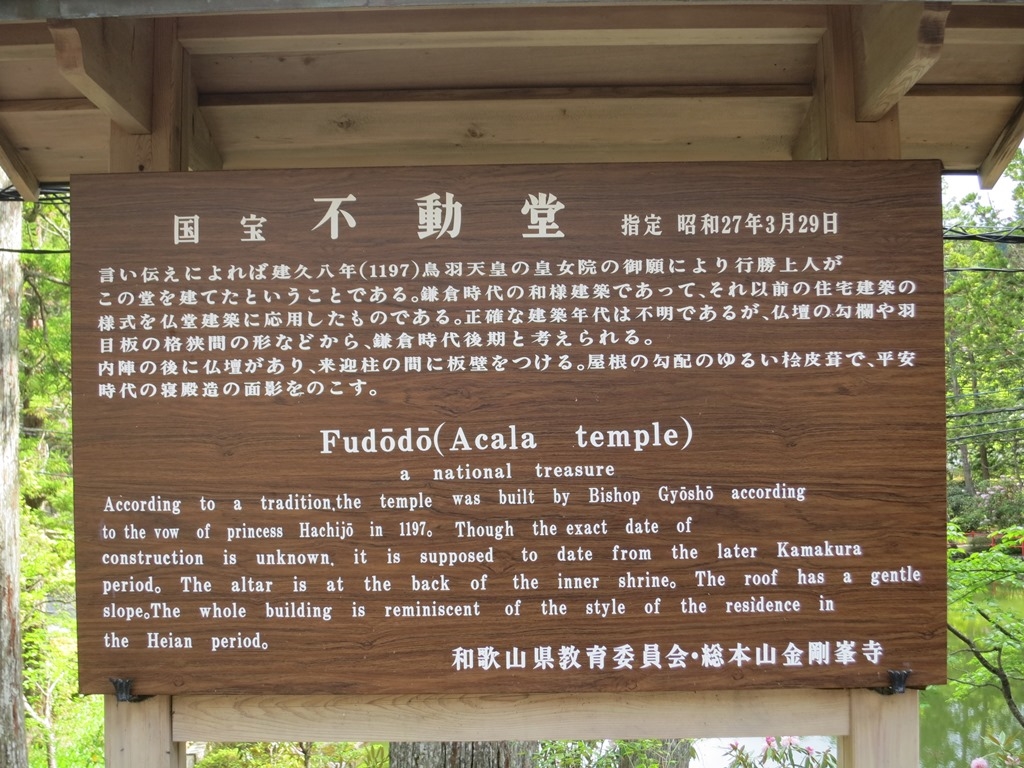 国宝 不動堂 指定 昭和27年3月29日
言い伝えによれば建久八年(1197)鳥羽天皇の皇女院の御願により行勝上人が
この堂を建てたということである。鎌倉時代の和様建築であって、それ以前の住宅建築の
様式を仏堂建築に応用したものである。正確な建築年代は不明であるが、仏壇の勾欄や羽
目板の格狭間の形などから、鎌倉時代後期と考えられる。
内陣の後に仏壇があり、来迎柱の間に板壁をつける。屋根の勾配のゆるい桧皮葺で、平安
時代の寝殿造の面影をのこす。
Fudōdō(Acala temple)
a national treasure
According to a tradition,the temple was built by Bishop Gyōshō according
to the vow of princess Hachijō in 1197。 Though the exact date of
construction is unknown, it is supposed to date from the later Kamakura
period。 The altar is at the back of the inner shrine。 The roof has a gentle
slope。The whole building is reminiscent of the style of the residence in
the Heian period。
和歌山県教育委員会・総本山金剛峯寺